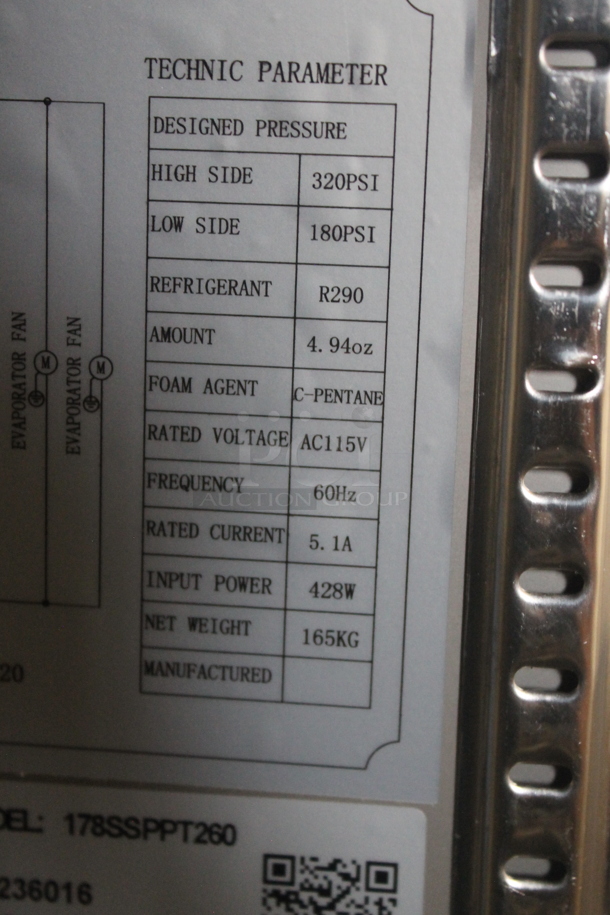 TECHNIC PARAMETER
DESIGNED PRESSURE
HIGH SIDE 320PSI
LOW SIDE 180PSI
REFRIGERANT R290
AMOUNT 4.94oz
FOAM AGENT C-PENTANE
RATED VOLTAGE AC115V
FREQUENCY 60Hz
RATED CURRENT 5.1A
INPUT POWER 428W
NET WEIGHT 165KG
MANUFACTURED
EVAPORATOR FAN
M
EVAPORATOR FAN
M
AUCTION GROUP
20
DEL: 178SSPPT260
236016